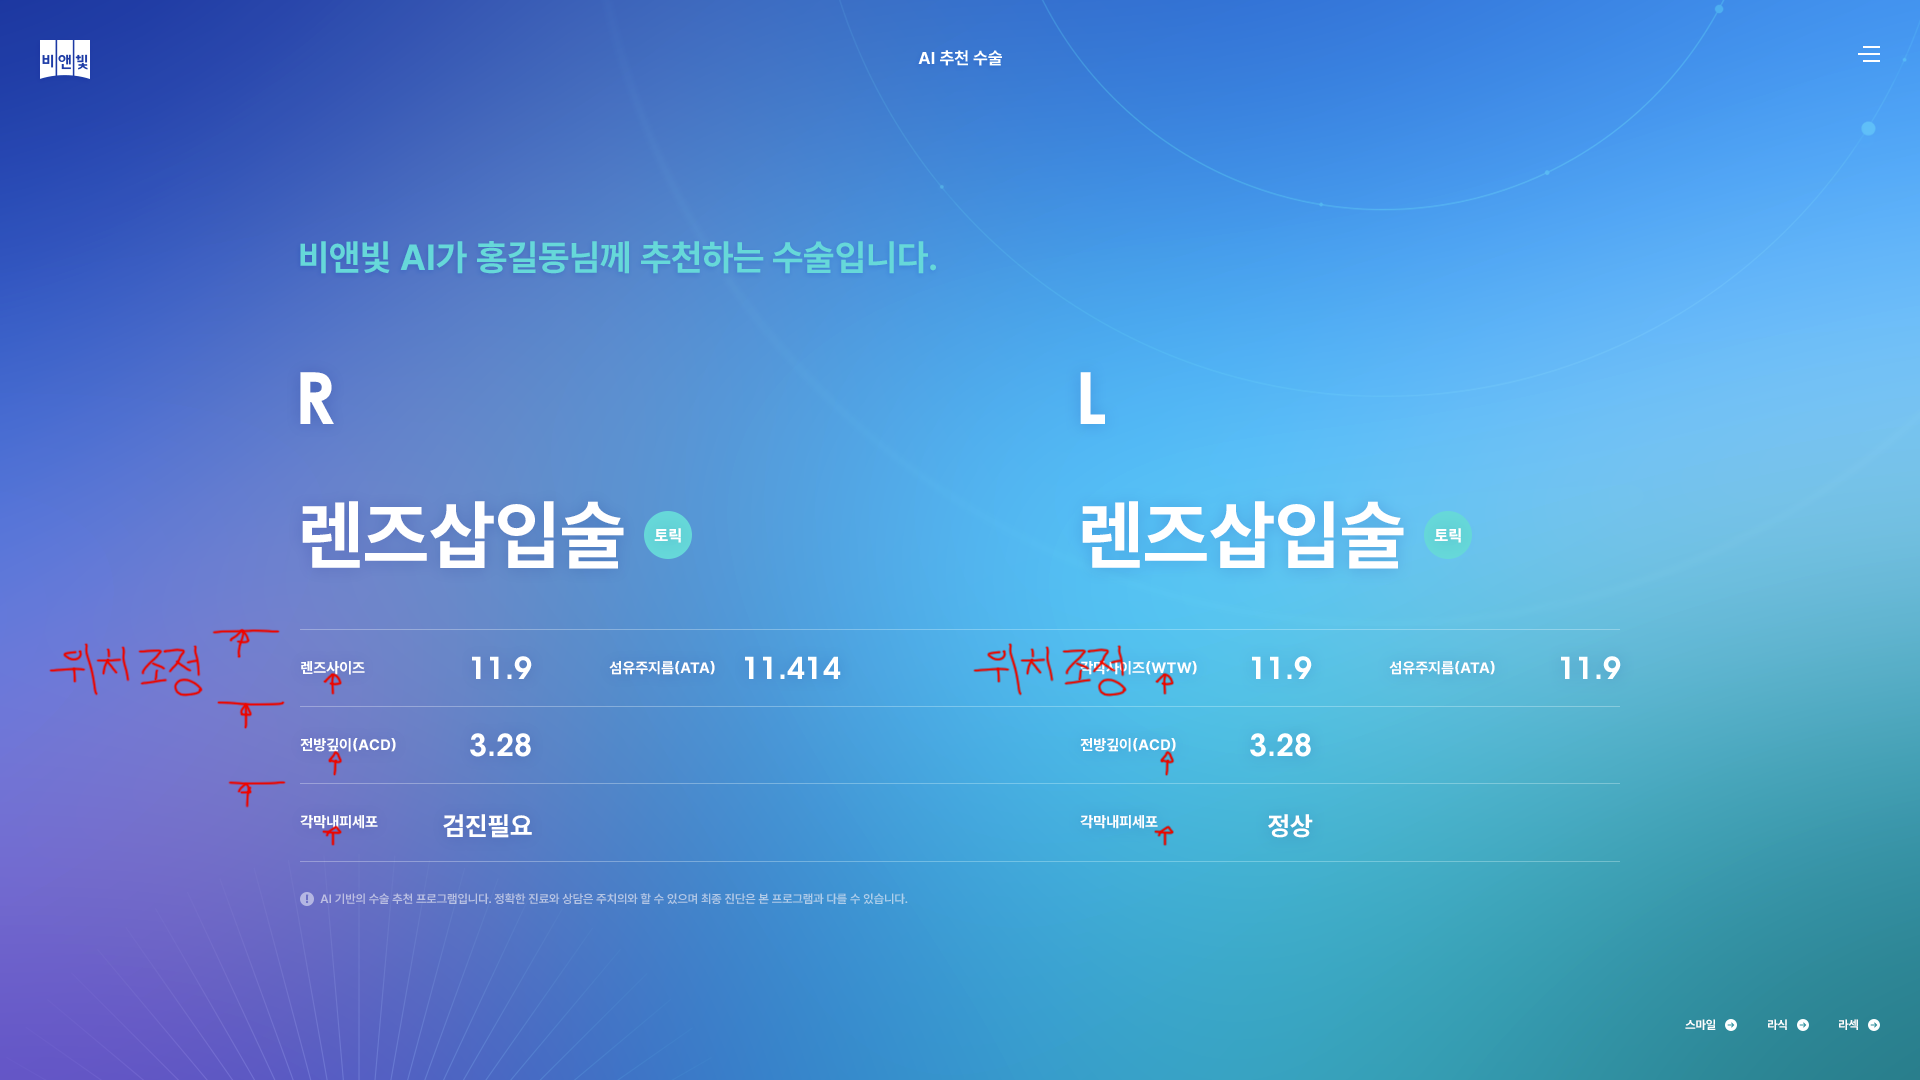 비앤빛
AI 추천 수술
비앤빛 AI가 홍길동님께 추천하는 수술입니다.
R
L
렌즈삽입술 토릭
렌즈삽입술 토릭
위치 조정
렌즈사이즈 11.9 섬유주지름(ATA) 11.414
위치 조정
각막사이즈(WTW) 11.9 섬유주지름(ATA) 11.9
전방깊이(ACD) 3.28
전방깊이(ACD) 3.28
각막내피세포 검진필요
각막내피세포 정상
AI 기반의 수술 추천 프로그램입니다. 정확한 진료와 상담은 주치의와 할 수 있으며 최종 진단은 본 프로그램과 다를 수 있습니다.
스마일 라식 라섹